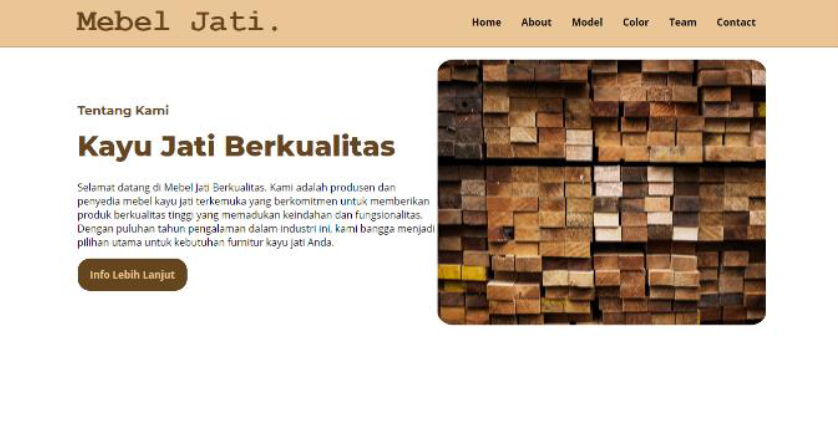 Mebel Jati.
Home About Model Color Team Contact
Tentang Kami
Kayu Jati Berkualitas
Selamat datang di Mebel Jati Berkualitas. Kami adalah produsen dan
penyedia mebel kayu jati terkemuka yang berkomitmen untuk memberikan
produk berkualitas tinggi yang memadukan keindahan dan fungsionalitas.
Dengan puluhan tahun pengalaman dalam industri ini, kami bangga menjadi
pilihan utama untuk kebutuhan furnitur kayu jati Anda.
Info Lebih Lanjut